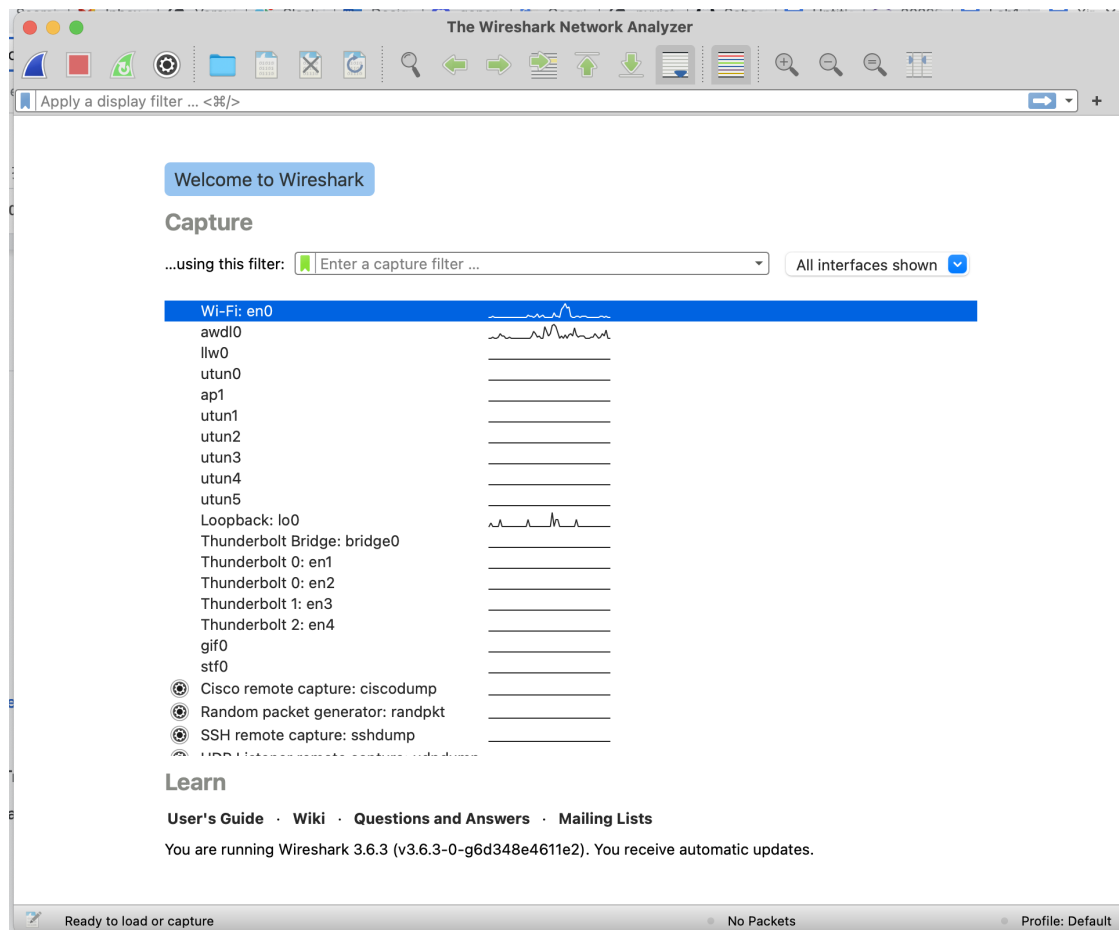 The Wireshark Network Analyzer
Apply a display filter ... <⌘/>
+
Welcome to Wireshark
Capture
...using this filter: Enter a capture filter ... All interfaces shown
Wi-Fi: en0
awdl0
llw0
utun0
ap1
utun1
utun2
utun3
utun4
utun5
Loopback: lo0
Thunderbolt Bridge: bridge0
Thunderbolt 0: en1
Thunderbolt 0: en2
Thunderbolt 1: en3
Thunderbolt 2: en4
gif0
stf0
Cisco remote capture: ciscodump
Random packet generator: randpkt
SSH remote capture: sshdump
Learn
User's Guide · Wiki · Questions and Answers · Mailing Lists
You are running Wireshark 3.6.3 (v3.6.3-0-g6d348e4611e2). You receive automatic updates.
Ready to load or capture No Packets Profile: Default